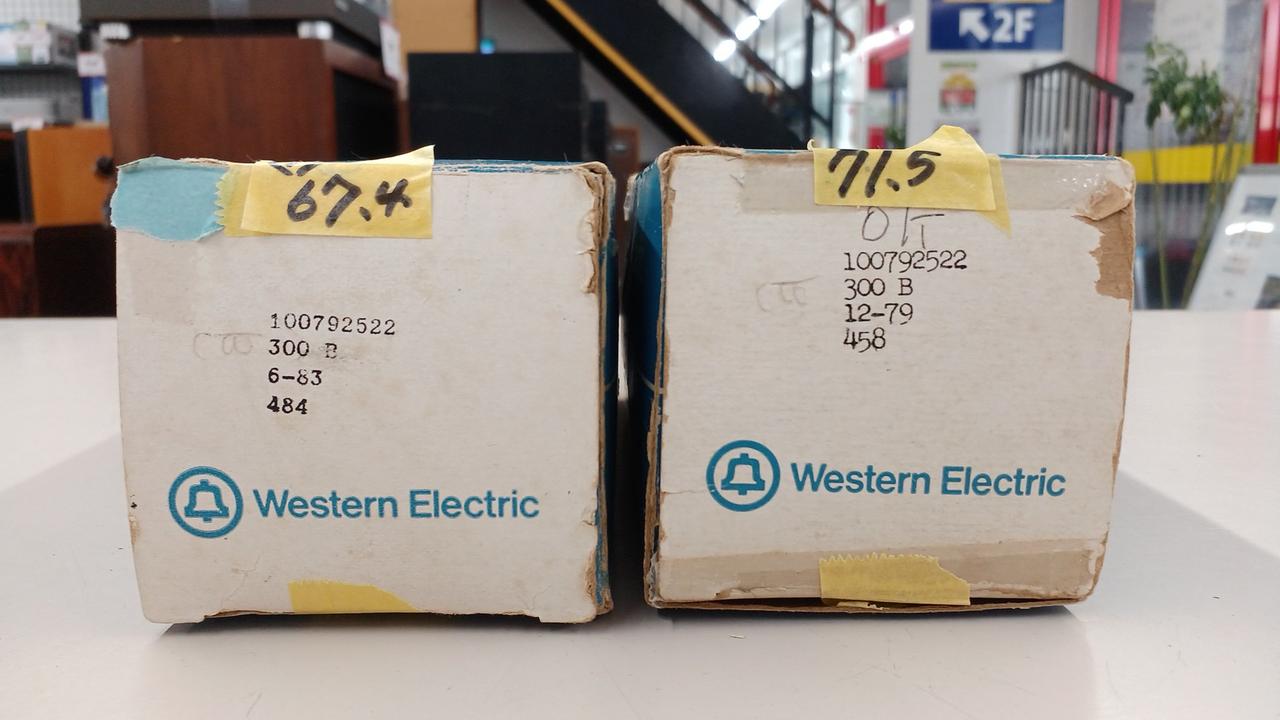 2F
67.4
100792522
300 B
6-83
484
Western Electric
71.5
100792522
300 B
12-79
458
Western Electric